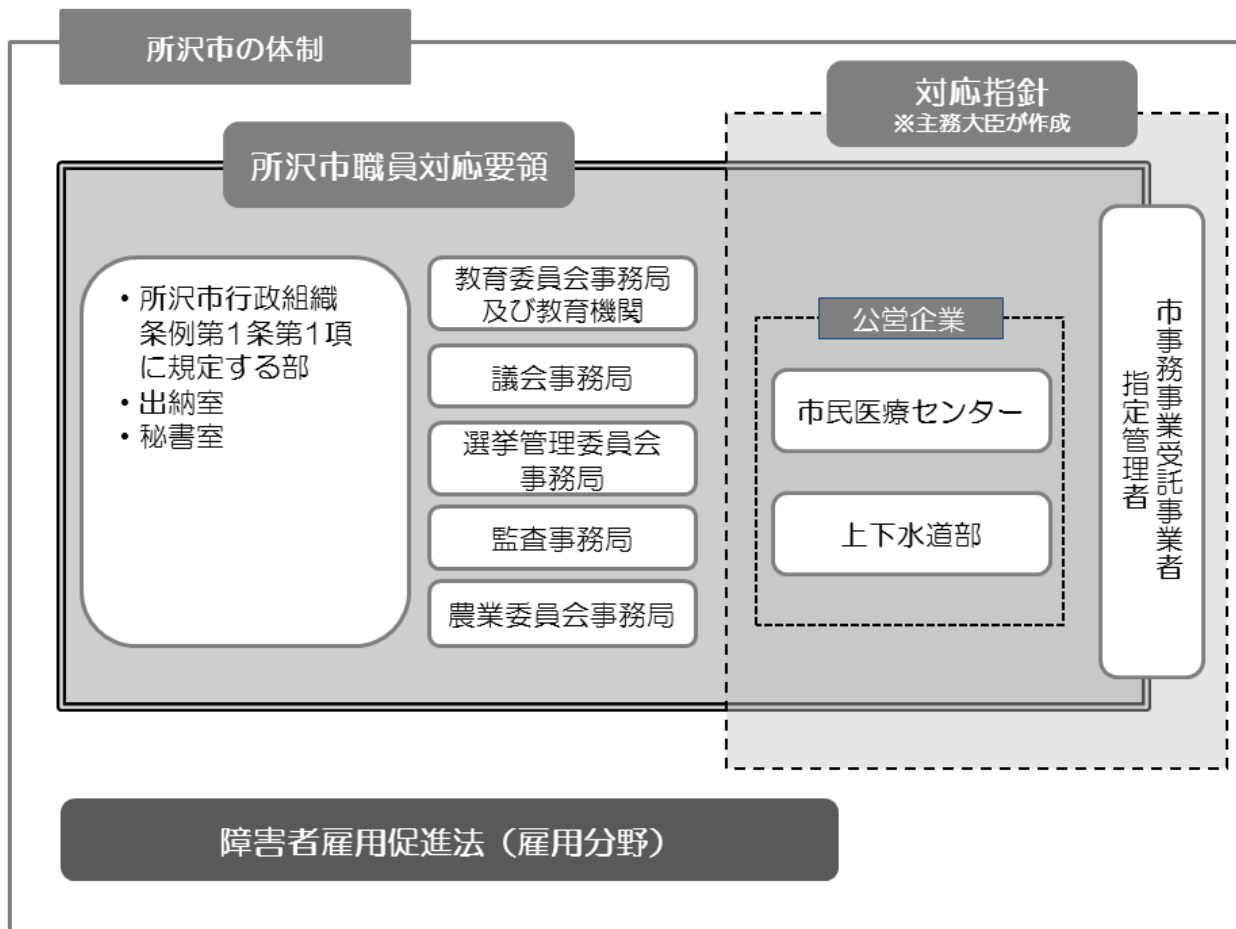 所沢市の体制
対応指針
※主務大臣が作成
所沢市職員対応要領
・所沢市行政組織
条例第1条第1項
に規定する部
・出納室
・秘書室
教育委員会事務局
及び教育機関
議会事務局
選挙管理委員会
事務局
監査事務局
農業委員会事務局
公営企業
市民医療センター
上下水道部
市事務事業受託事業者
指定管理者
障害者雇用促進法（雇用分野）